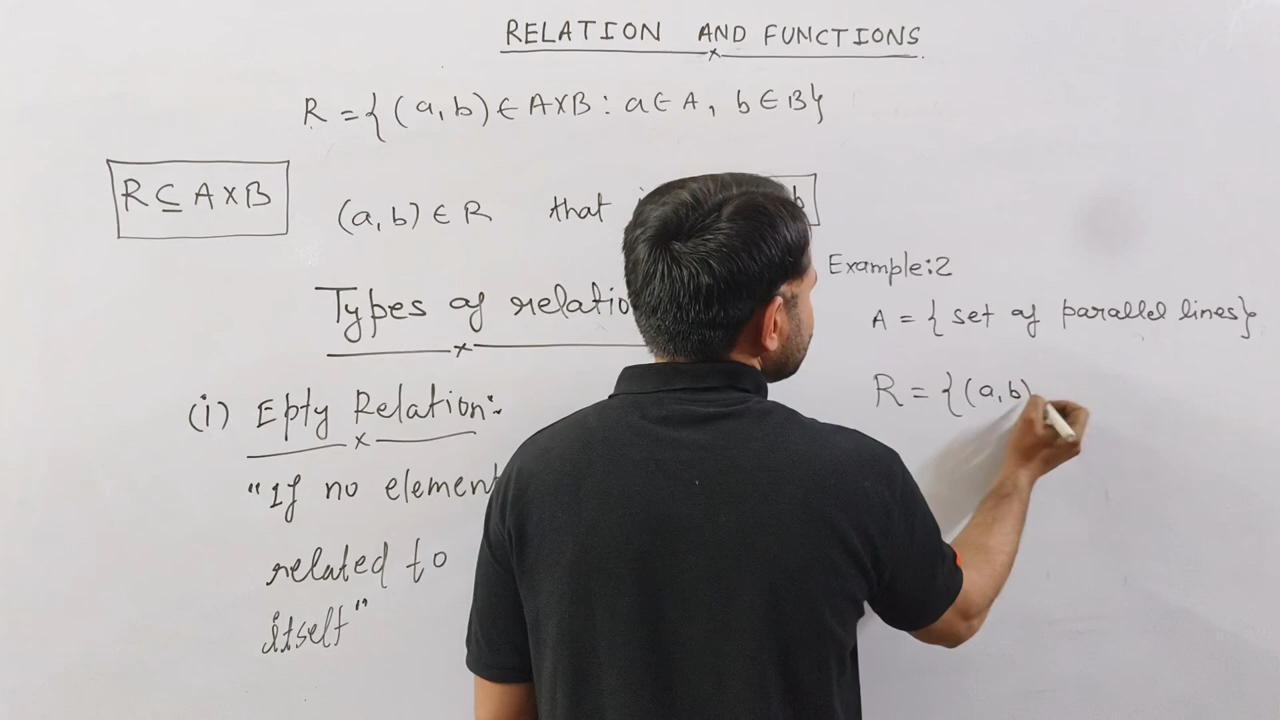 RELATION AND FUNCTIONS
R = { (a, b) ∈ A×B : a ∈ A, b ∈ B}
R ⊆ A×B
(a, b) ∈ R that b
Types of relatio
(i) Epty Relation:-
"If no element
related to
itself"
Example:2
A = { set of parallel lines}
R = {(a,b)